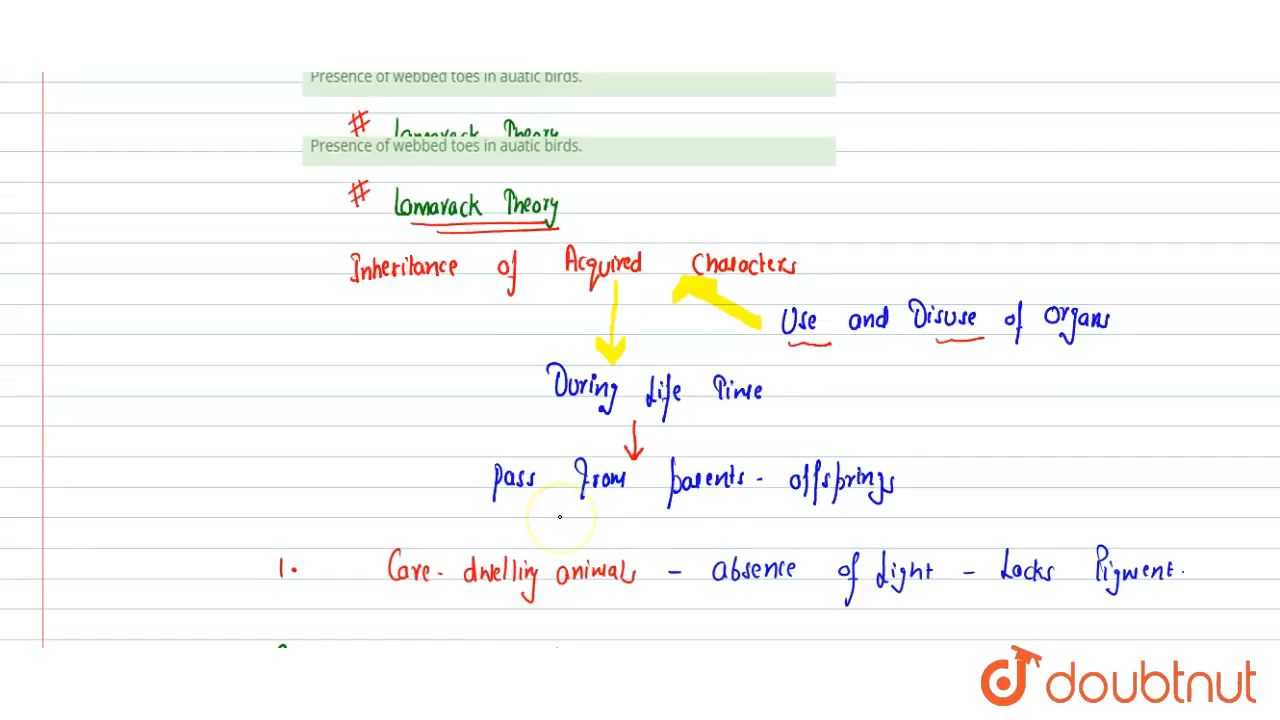 Presence of webbed toes in auatic birds.
# Lamarack Theory
Presence of webbed toes in auatic birds.
# Lamarack Theory
Inheritance of Acquired Characters
Use and Disuse of Organs
During Life Time
Pass from parents - offsprings
1. Cave-dwelling animals - absence of Light - Lacks Pigment.
doubtnut